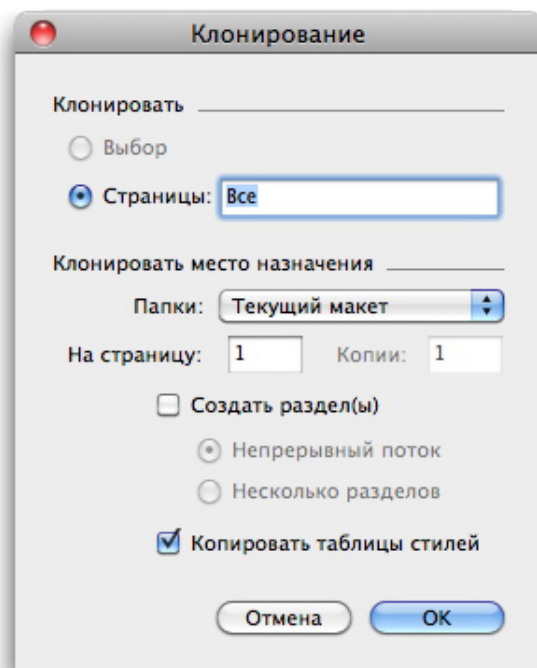 Клонирование
Клонировать
Выбор
Страницы: Все
Клонировать место назначения
Папки: Текущий макет
На страницу: 1 Копии: 1
Создать раздел(ы)
Непрерывный поток
Несколько разделов
Копировать таблицы стилей
Отмена OK